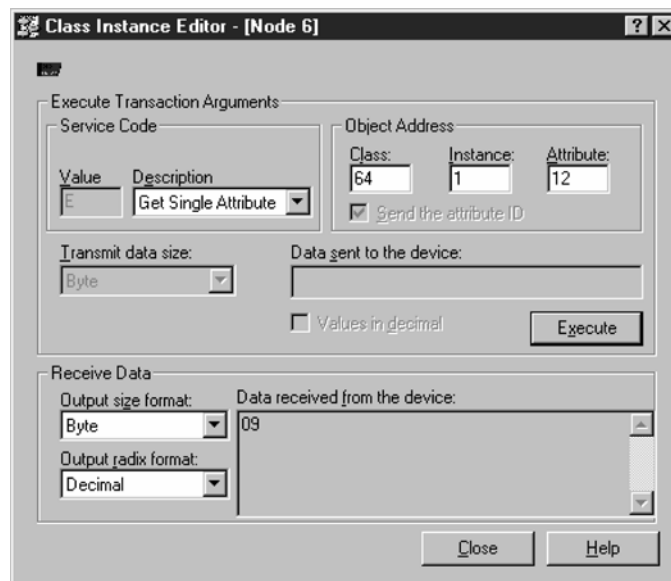 Class Instance Editor - [Node 6]
Execute Transaction Arguments
Service Code
Object Address
Value Description
E Get Single Attribute
Class: Instance: Attribute:
64 1 12
Send the attribute ID
Transmit data size:
Byte
Data sent to the device:
Values in decimal
Execute
Receive Data
Output size format:
Byte
Output radix format:
Decimal
Data received from the device:
09
Close Help